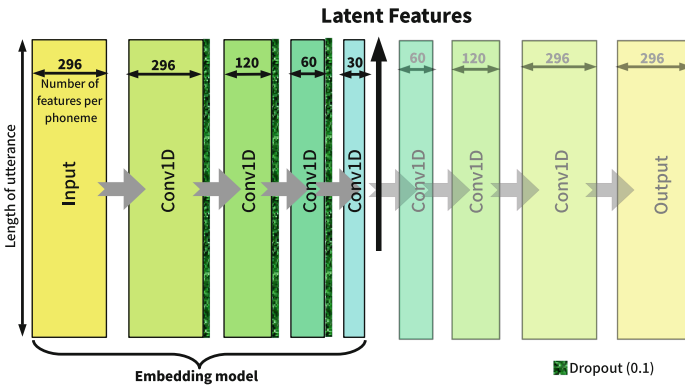 Latent Features
296
Number of
features per
phoneme
296
120
60
30
60
120
296
296
Length of utterance
Input
Conv1D
Conv1D
Conv1D
Conv1D
Conv1D
Conv1D
Conv1D
Output
Embedding model
Dropout (0.1)